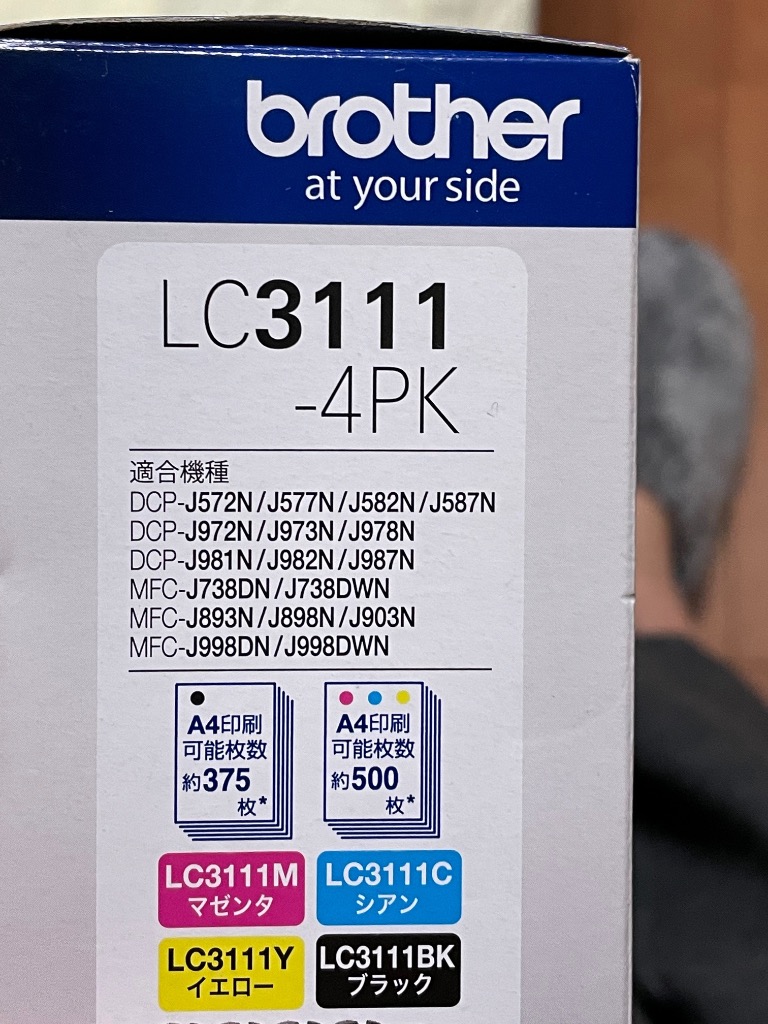 brother
at your side
LC3111
-4PK
適合機種
DCP-J572N/J577N/J582N/J587N
DCP-J972N/J973N/J978N
DCP-J981N/J982N/J987N
MFC-J738DN/J738DWN
MFC-J893N/J898N/J903N
MFC-J998DN/J998DWN
A4印刷
可能枚数
約375
枚*
A4印刷
可能枚数
約500
枚*
LC3111M
マゼンタ
LC3111C
シアン
LC3111Y
イエロー
LC3111BK
ブラック